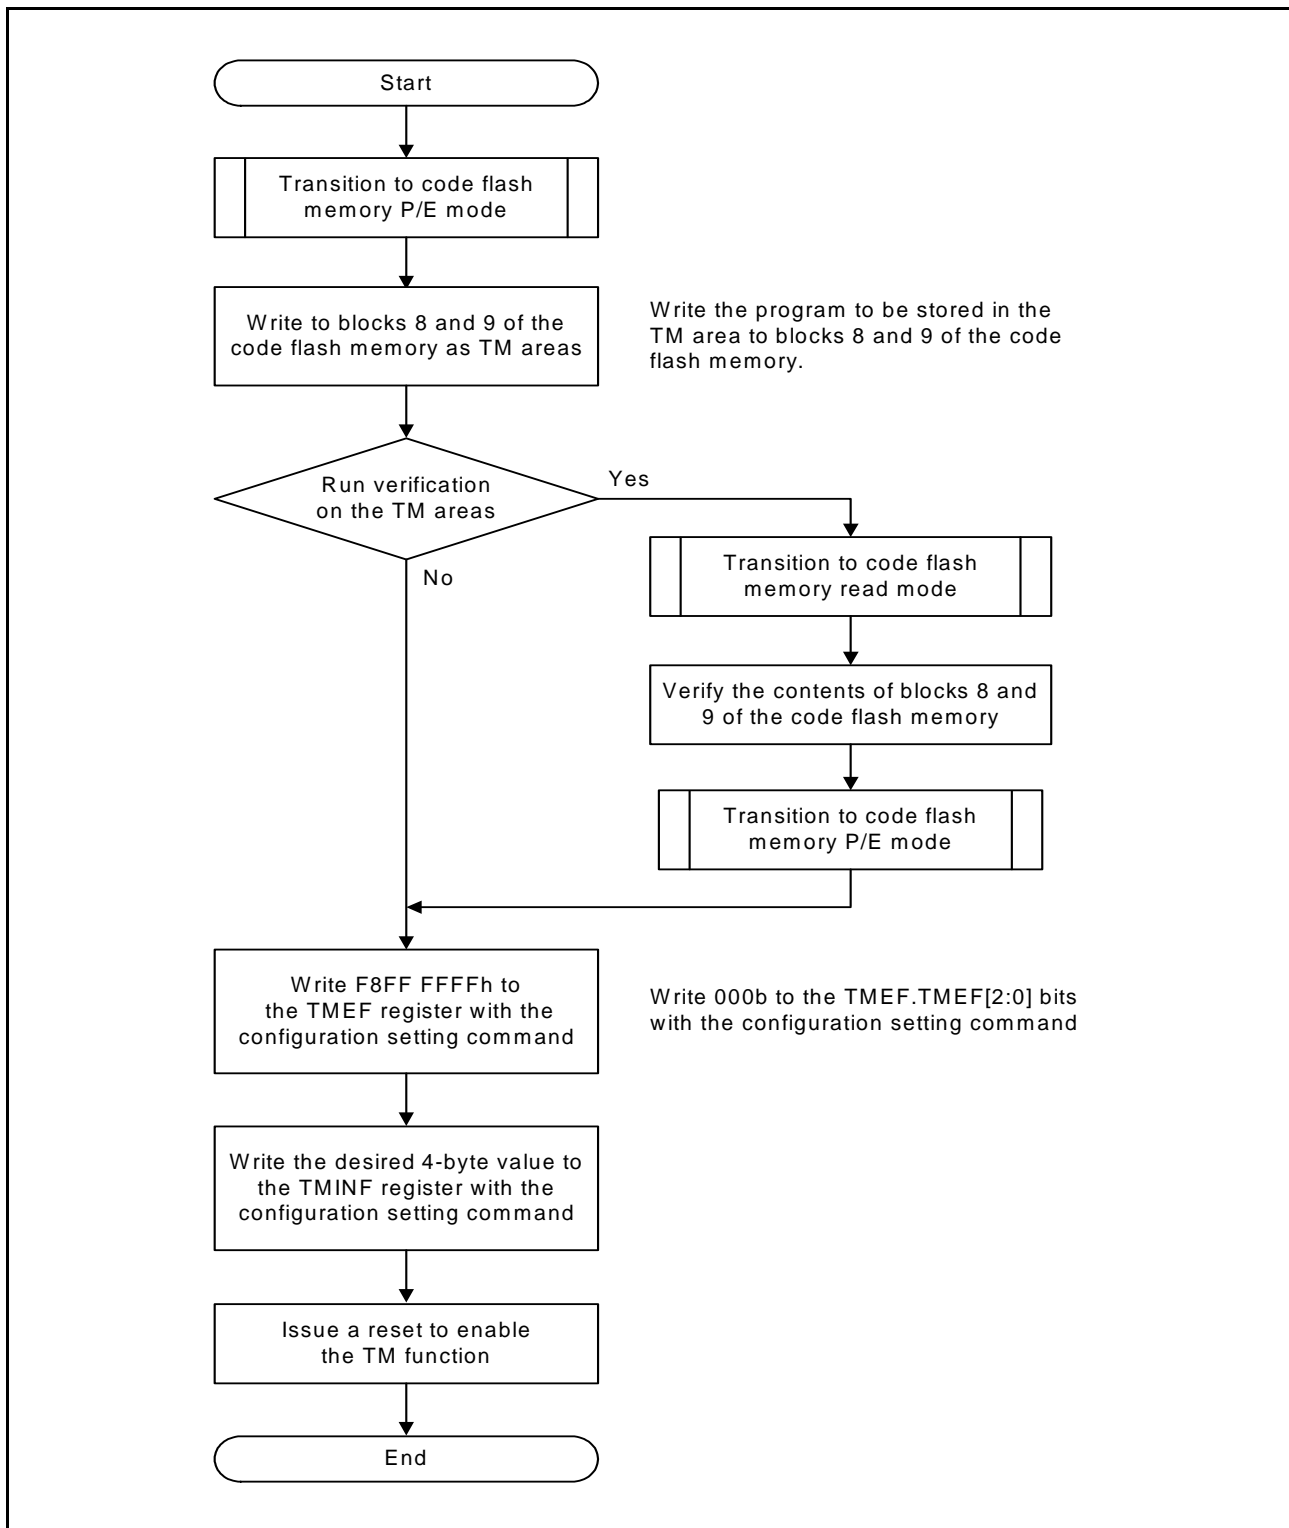 Start
Transition to code flash
memory P/E mode
Write to blocks 8 and 9 of the
code flash memory as TM areas
Write the program to be stored in the
TM area to blocks 8 and 9 of the code
flash memory.
Run verification
on the TM areas
Yes
No
Transition to code flash
memory read mode
Verify the contents of blocks 8 and
9 of the code flash memory
Transition to code flash
memory P/E mode
Write F8FF FFFFh to
the TMEF register with the
configuration setting command
Write 000b to the TMEF.TMEF[2:0] bits
with the configuration setting command
Write the desired 4-byte value to
the TMINF register with the
configuration setting command
Issue a reset to enable
the TM function
End